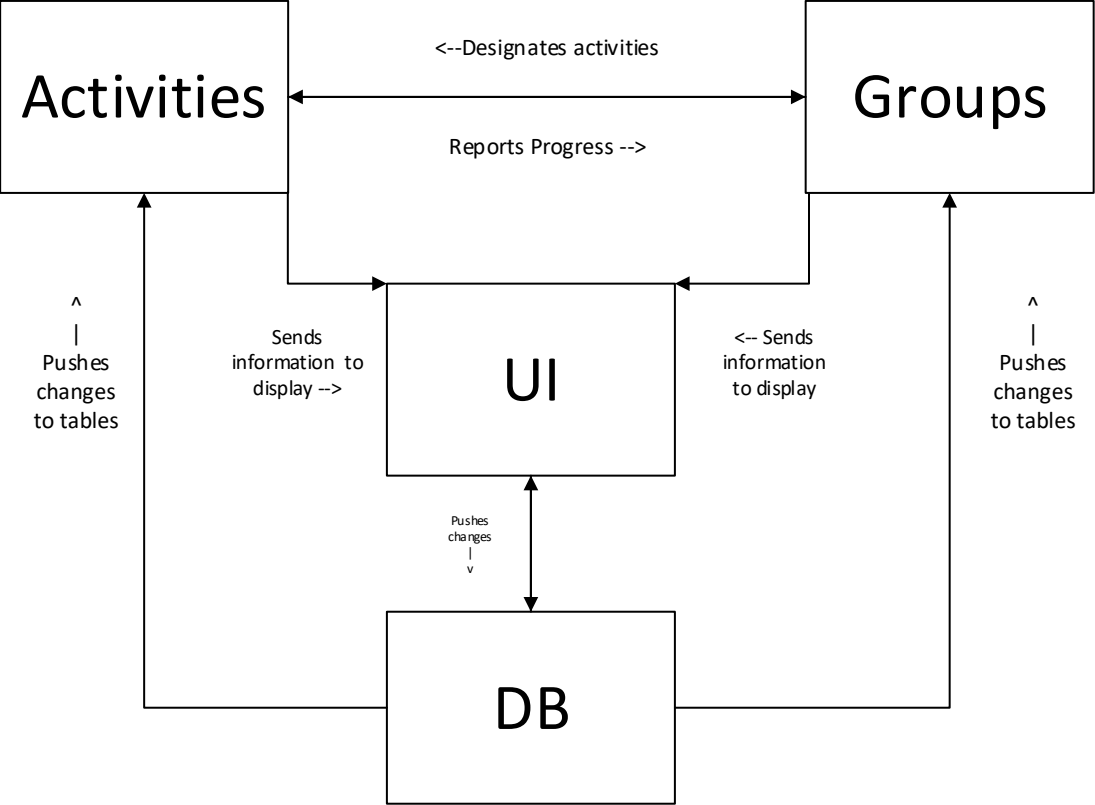 <--Designates activities
Activities
Groups
Reports Progress -->
^
|
Pushes
changes
to tables
Sends
information to
display -->
UI
<-- Sends
information
to display
^
|
Pushes
changes
to tables
Pushes
changes
|
v
DB